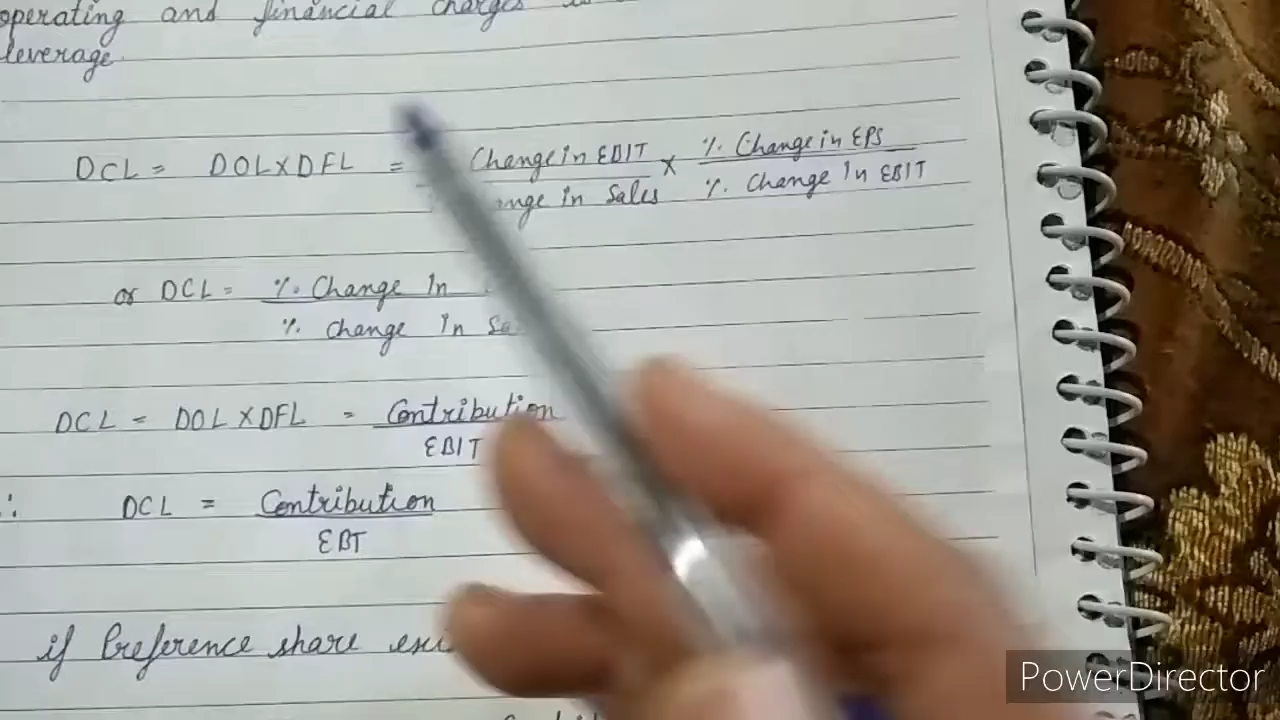 operating and financial charges
leverage.
DCL = DOL X DFL = Change in EBIT X % Change in EPS
in Sales % Change in EBIT
or DCL = % Change In
% Change In
DCL = DOL X DFL = Contribution
EBIT
∴ DCL = Contribution
EBT
if Preference share
PowerDirector